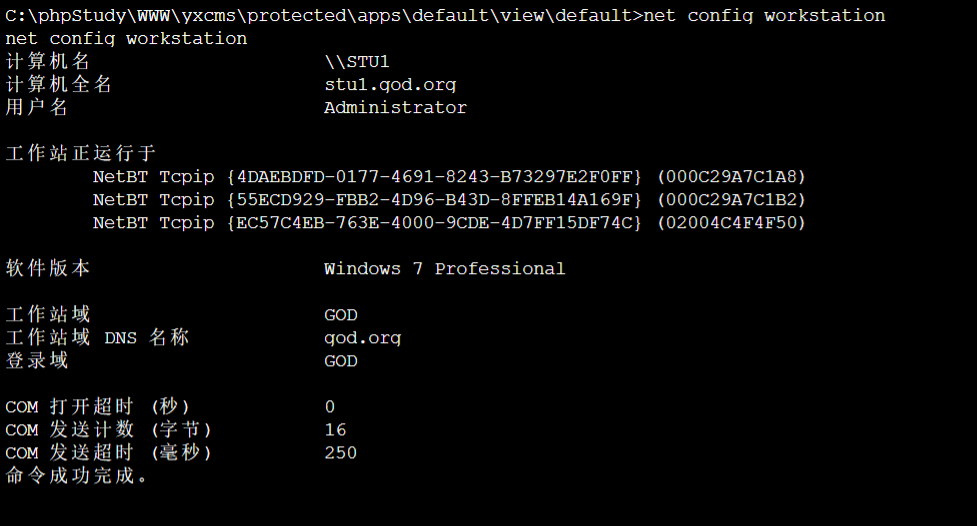 C:\phpStudy\WWW\yxcms\protected\apps\default\view\default>net config workstation
net config workstation
计算机名 \\STU1
计算机全名 stu1.god.org
用户名 Administrator
工作站正运行于
NetBT Tcpip {4DAEBDFD-0177-4691-8243-B73297E2F0FF} (000C29A7C1A8)
NetBT Tcpip {55ECD929-FBB2-4D96-B43D-8FFEB14A169F} (000C29A7C1B2)
NetBT Tcpip {EC57C4EB-763E-4000-9CDE-4D7FF15DF74C} (02004C4F4F50)
软件版本 Windows 7 Professional
工作站域 GOD
工作站域 DNS 名称 god.org
登录域 GOD
COM 打开超时 (秒) 0
COM 发送计数 (字节) 16
COM 发送超时 (毫秒) 250
命令成功完成。